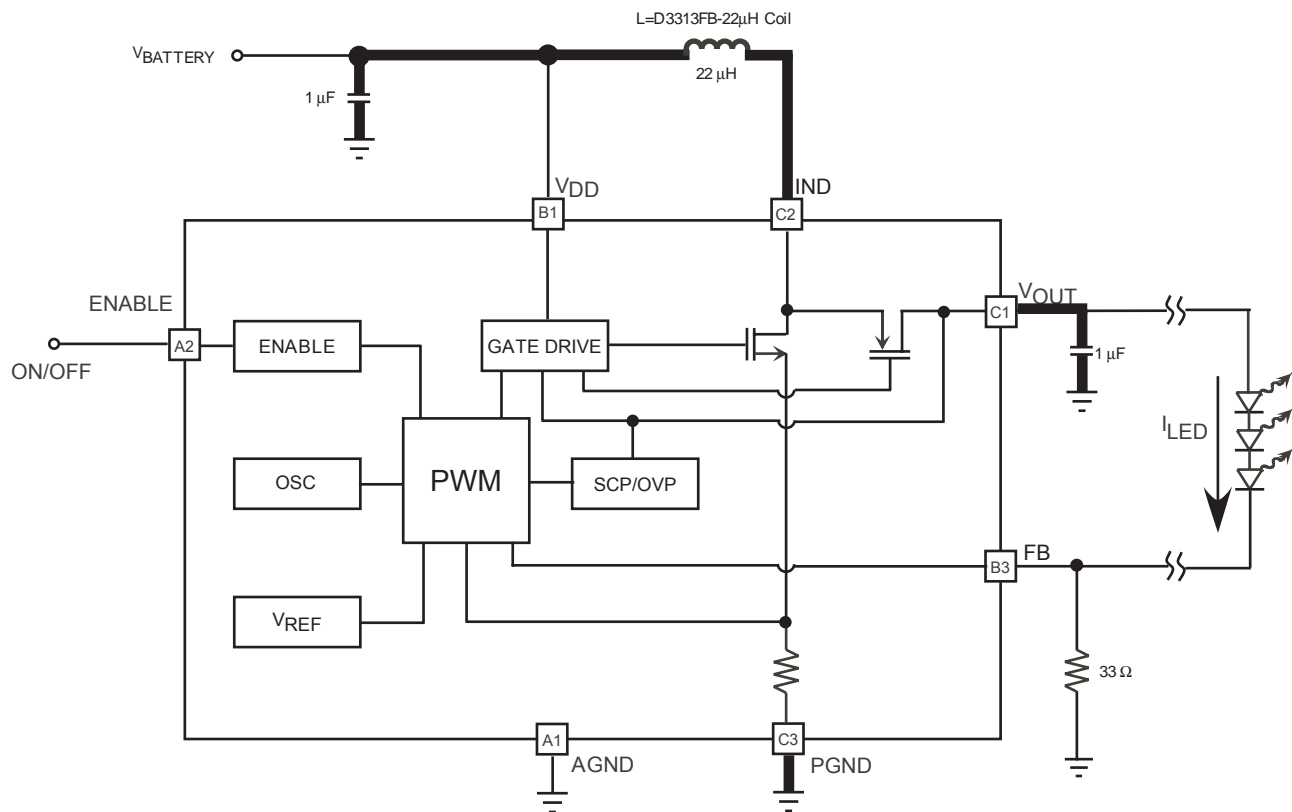 L=D3313FB-22μH Coil
VBATTERY
22 μH
1 μF
VDD
IND
B1
C2
ENABLE
VOUT
C1
A2
ENABLE
GATE DRIVE
1 μF
ON/OFF
ILED
OSC
PWM
SCP/OVP
FB
B3
VREF
33 Ω
A1
C3
AGND
PGND